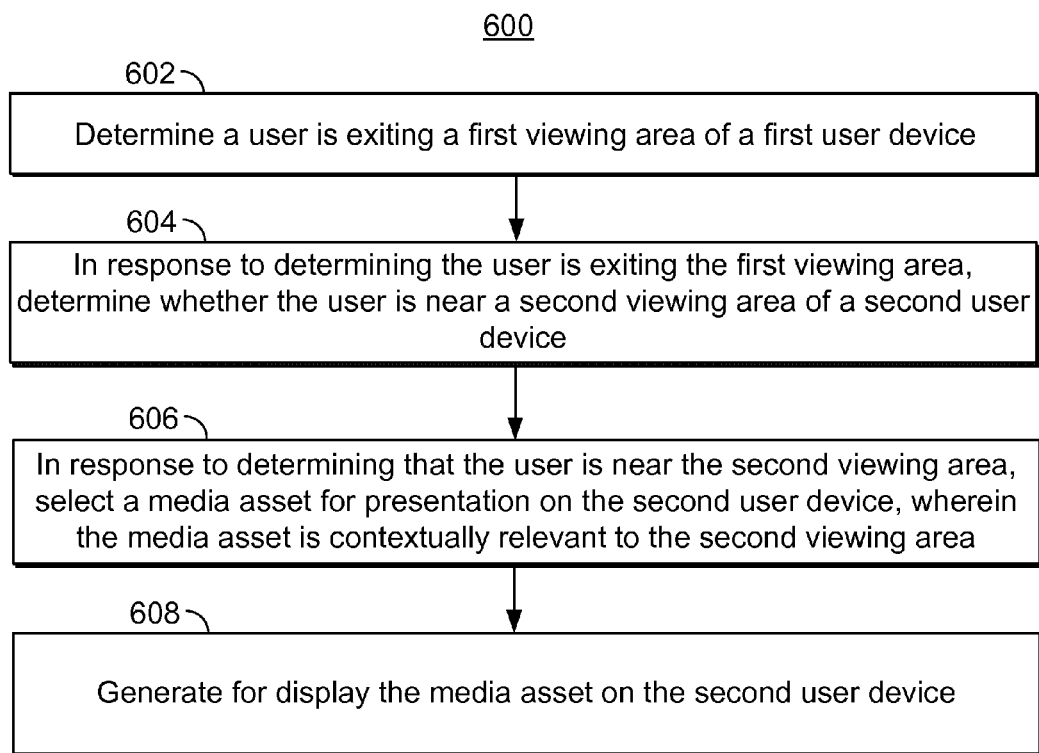 600
602
Determine a user is exiting a first viewing area of a first user device
604
In response to determining the user is exiting the first viewing area,
determine whether the user is near a second viewing area of a second user
device
606
In response to determining that the user is near the second viewing area,
select a media asset for presentation on the second user device, wherein
the media asset is contextually relevant to the second viewing area
608
Generate for display the media asset on the second user device